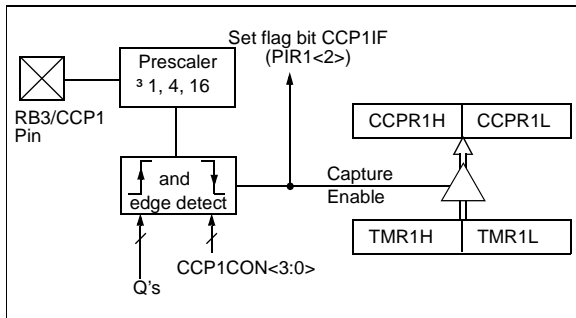 Set flag bit CCP1IF
(PIR1<2>)
Prescaler
³ 1, 4, 16
RB3/CCP1
Pin
CCPR1H
CCPR1L
and
edge detect
Capture
Enable
TMR1H
TMR1L
CCP1CON<3:0>
Q's